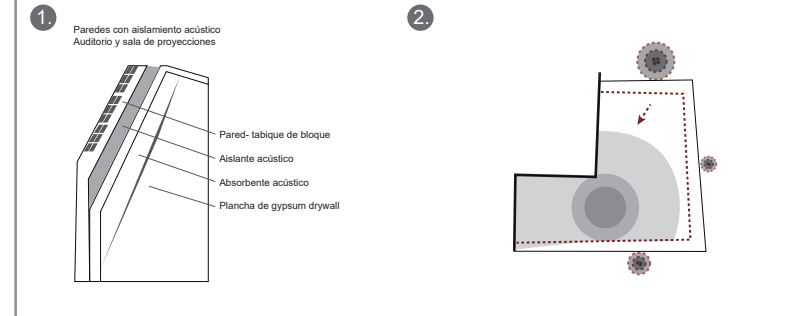 1.
Paredes con aislamiento acústico
Auditorio y sala de proyecciones
Pared- tabique de bloque
Aislante acústico
Absorbente acústico
Plancha de gypsum drywall
2.